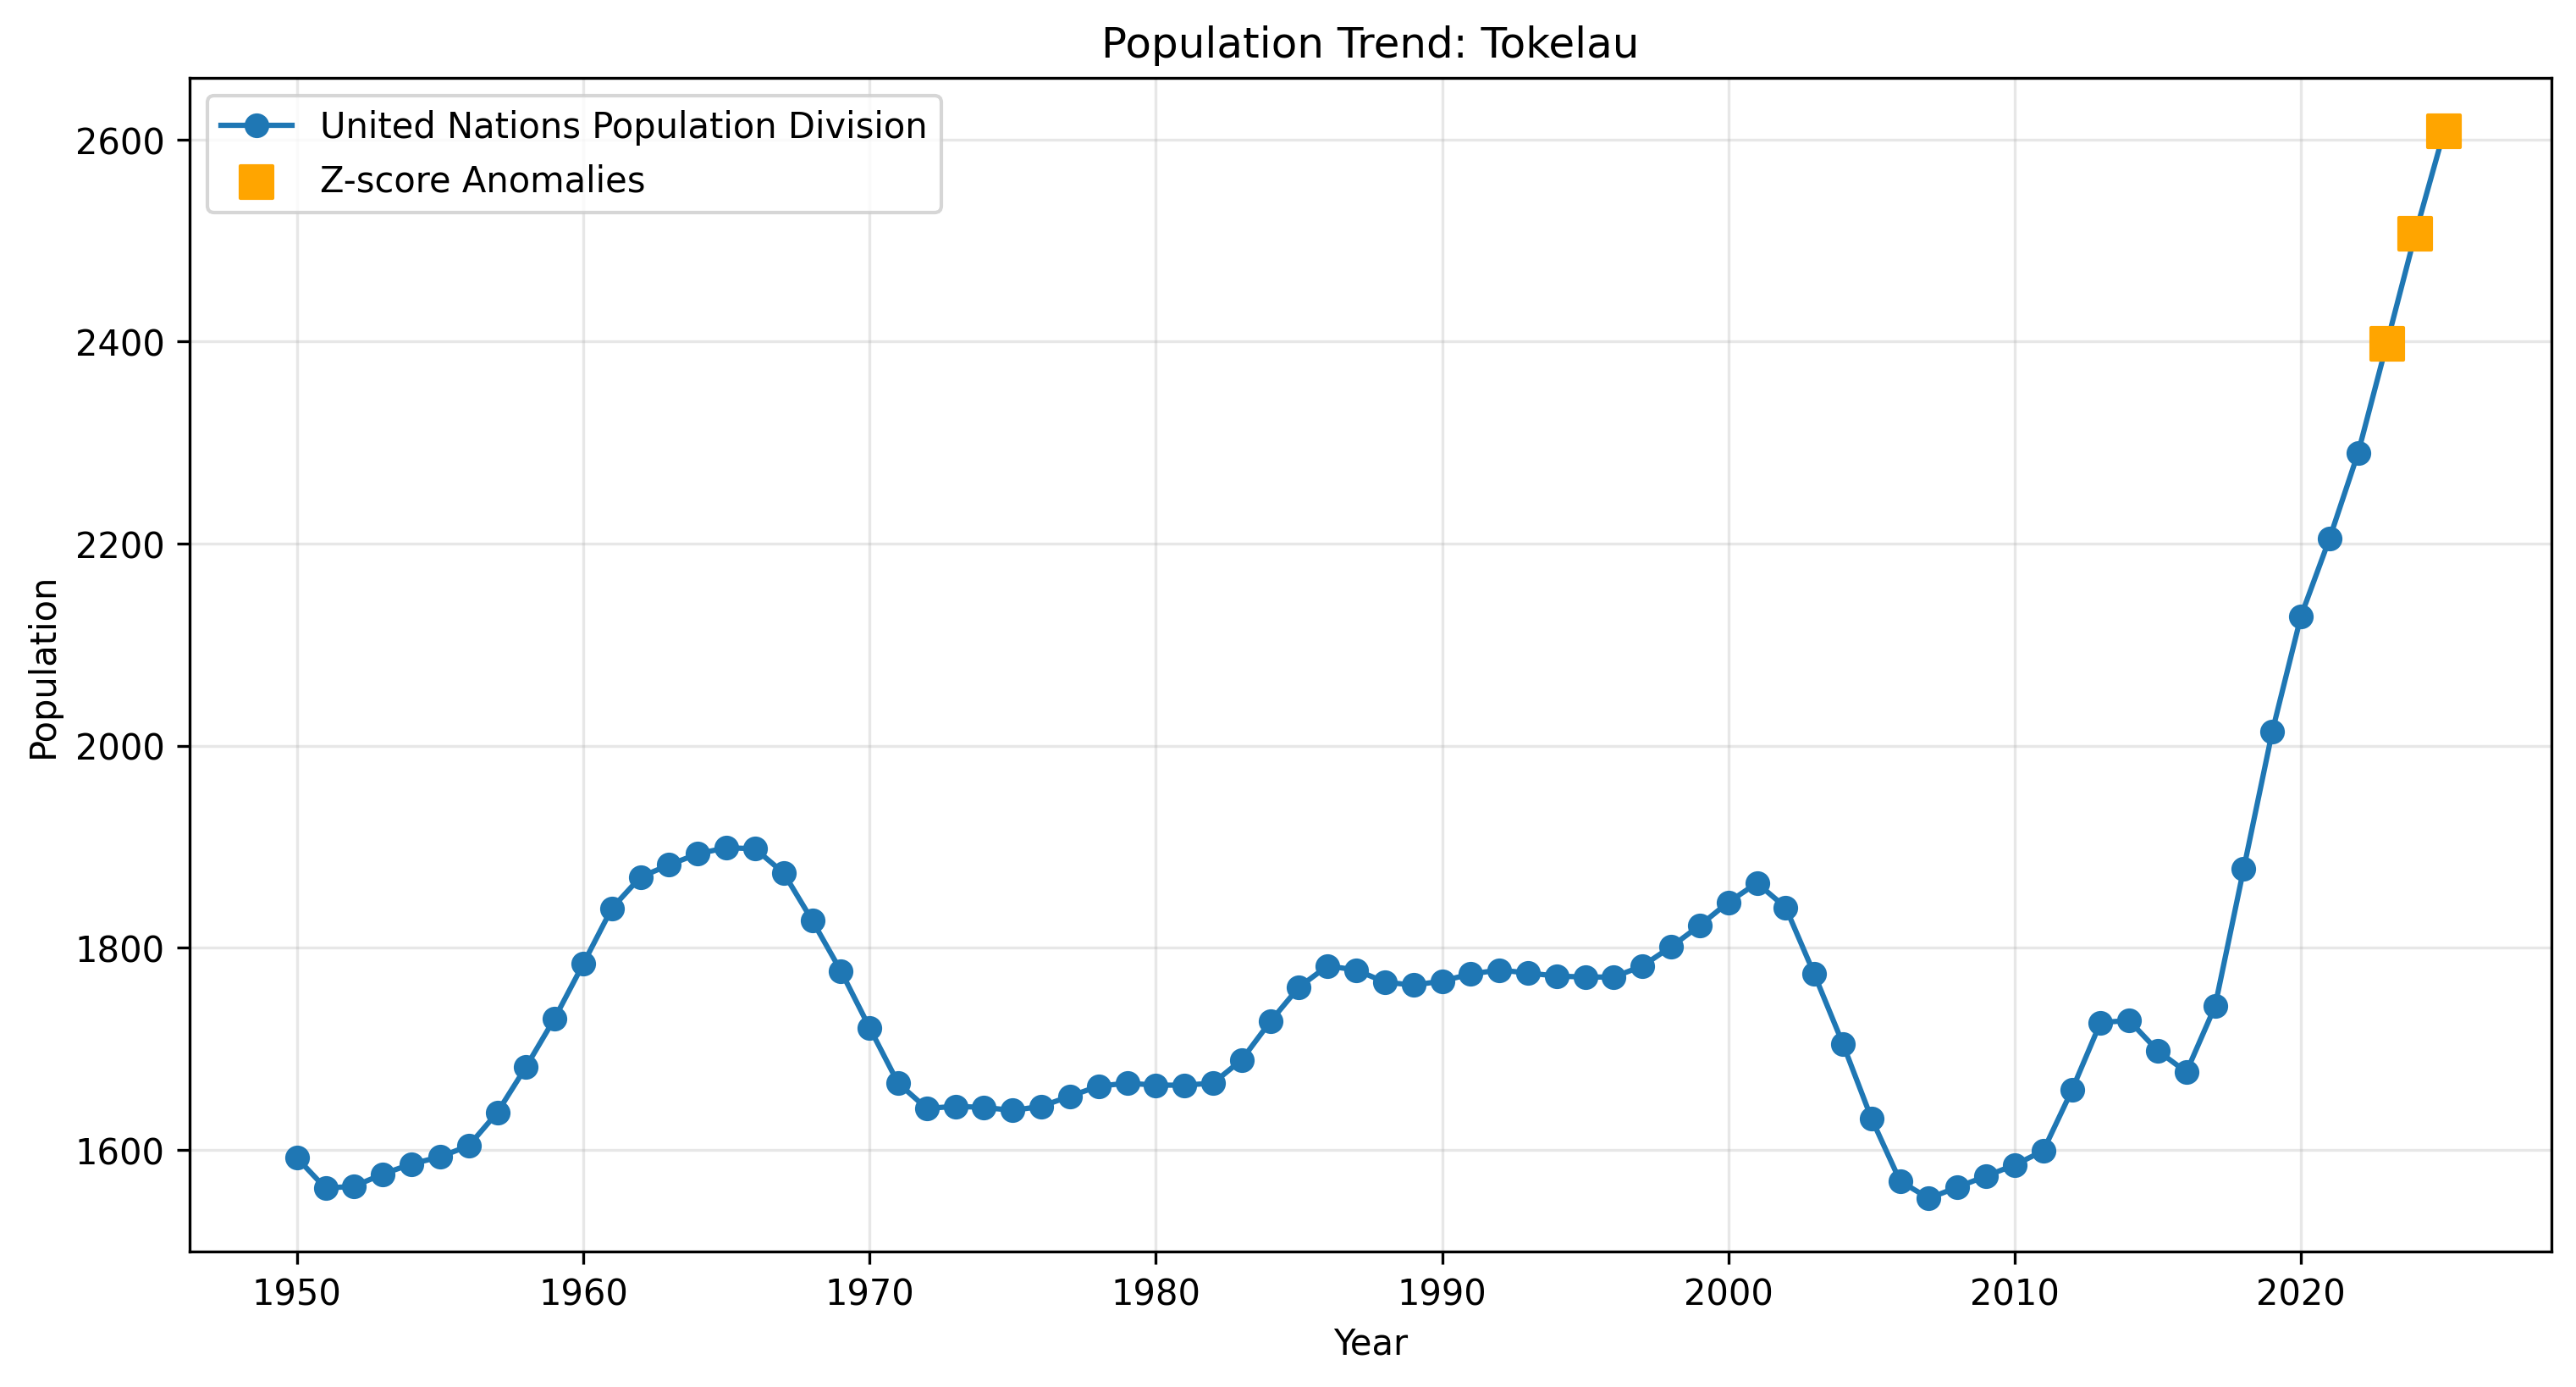 Population Trend: Tokelau
United Nations Population Division
Z-score Anomalies
Population
2600
2400
2200
2000
1800
1600
1950 1960 1970 1980 1990 2000 2010 2020
Year